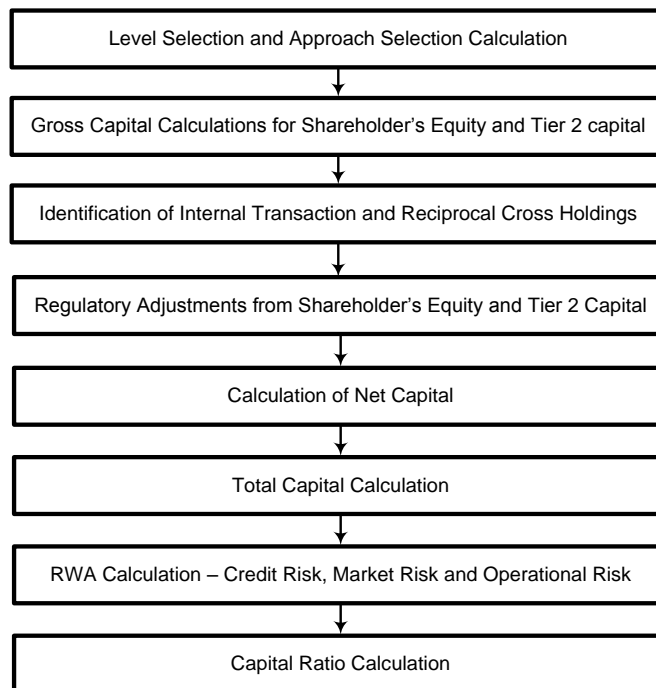 Level Selection and Approach Selection Calculation
Gross Capital Calculations for Shareholder’s Equity and Tier 2 capital
Identification of Internal Transaction and Reciprocal Cross Holdings
Regulatory Adjustments from Shareholder’s Equity and Tier 2 Capital
Calculation of Net Capital
Total Capital Calculation
RWA Calculation – Credit Risk, Market Risk and Operational Risk
Capital Ratio Calculation